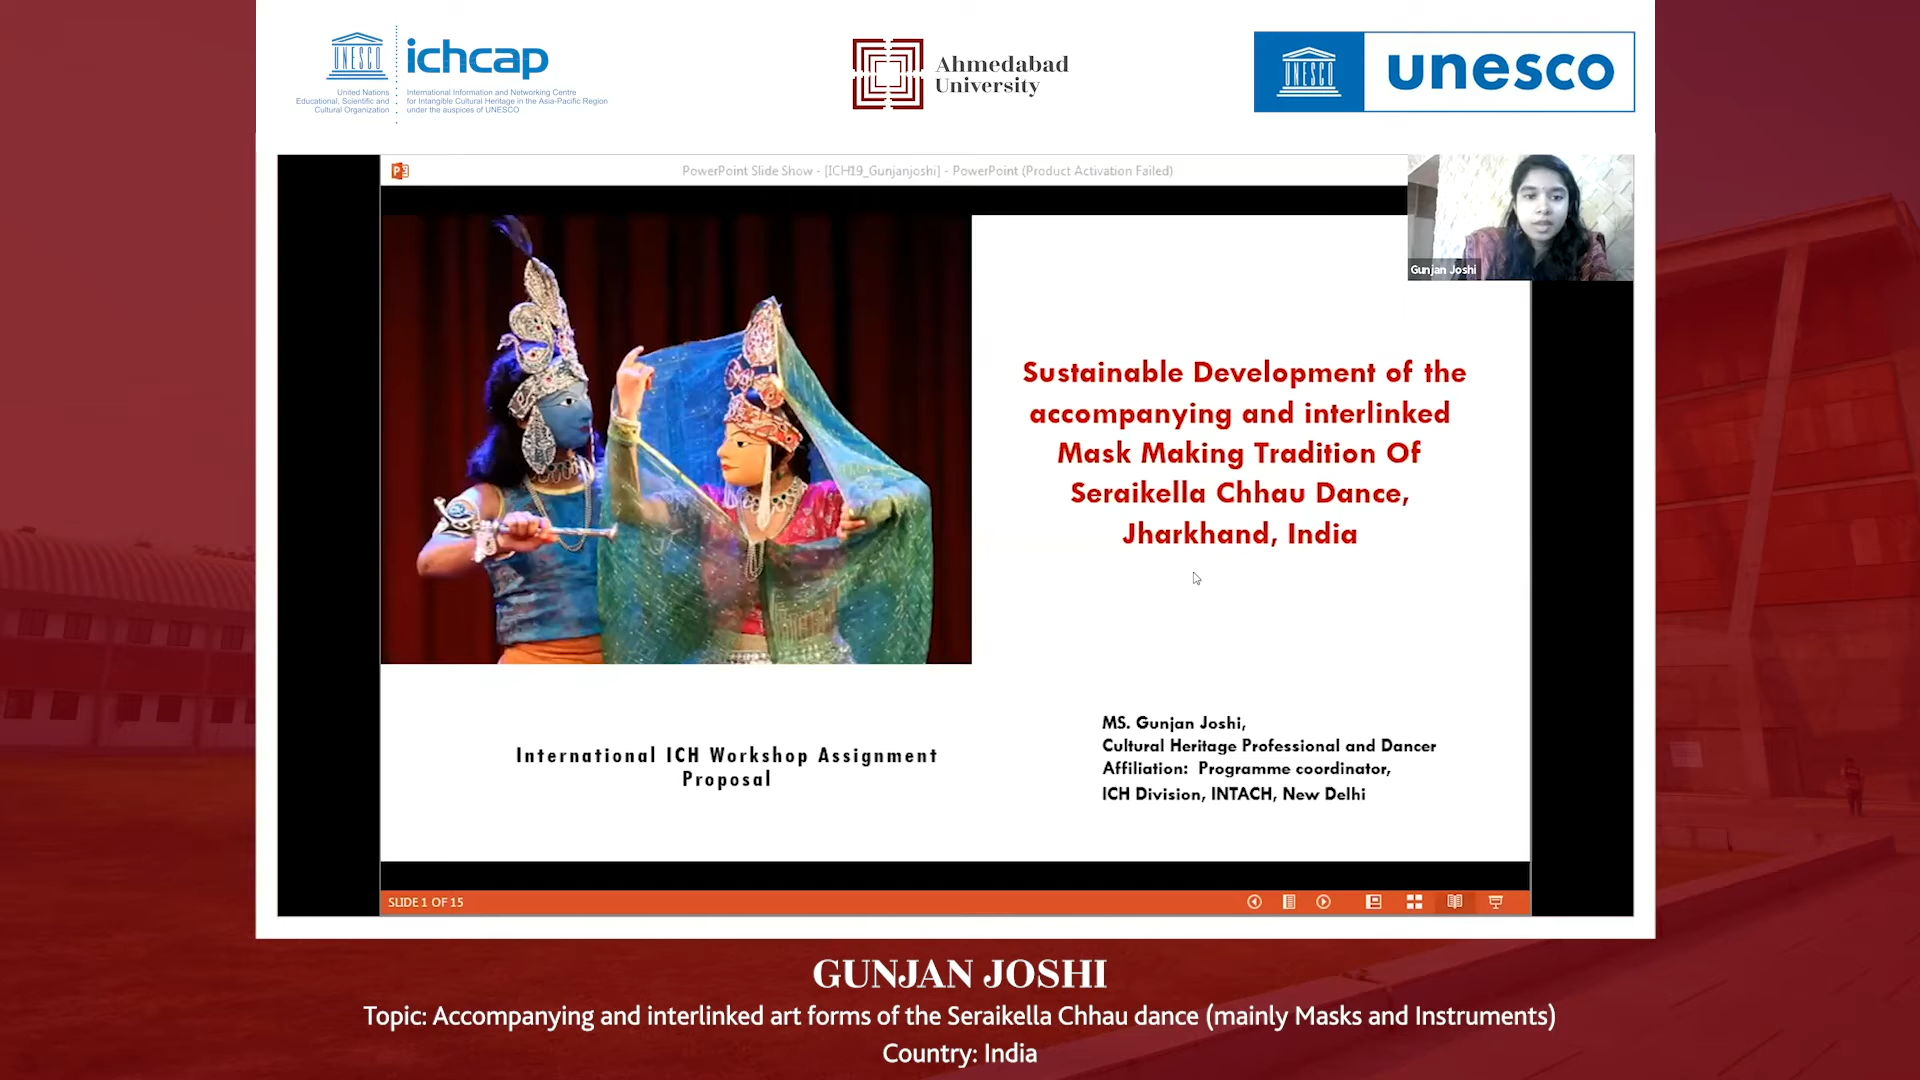 UNESCO
ichcap
United Nations
Educational, Scientific and
Cultural Organization
International Information and Networking Centre
for Intangible Cultural Heritage in the Asia-Pacific Region
under the auspices of UNESCO
Ahmedabad
University
UNESCO
unesco
PowerPoint Slide Show - [ICH19_Gunjanjoshi] - PowerPoint (Product Activation Failed)
Gunjan Joshi
Sustainable Development of the
accompanying and interlinked
Mask Making Tradition Of
Seraikella Chhau Dance,
Jharkhand, India
International ICH Workshop Assignment
Proposal
MS. Gunjan Joshi,
Cultural Heritage Professional and Dancer
Affiliation: Programme coordinator,
ICH Division, INTACH, New Delhi
SLIDE 1 OF 15
GUNJAN JOSHI
Topic: Accompanying and interlinked art forms of the Seraikella Chhau dance (mainly Masks and Instruments)
Country: India